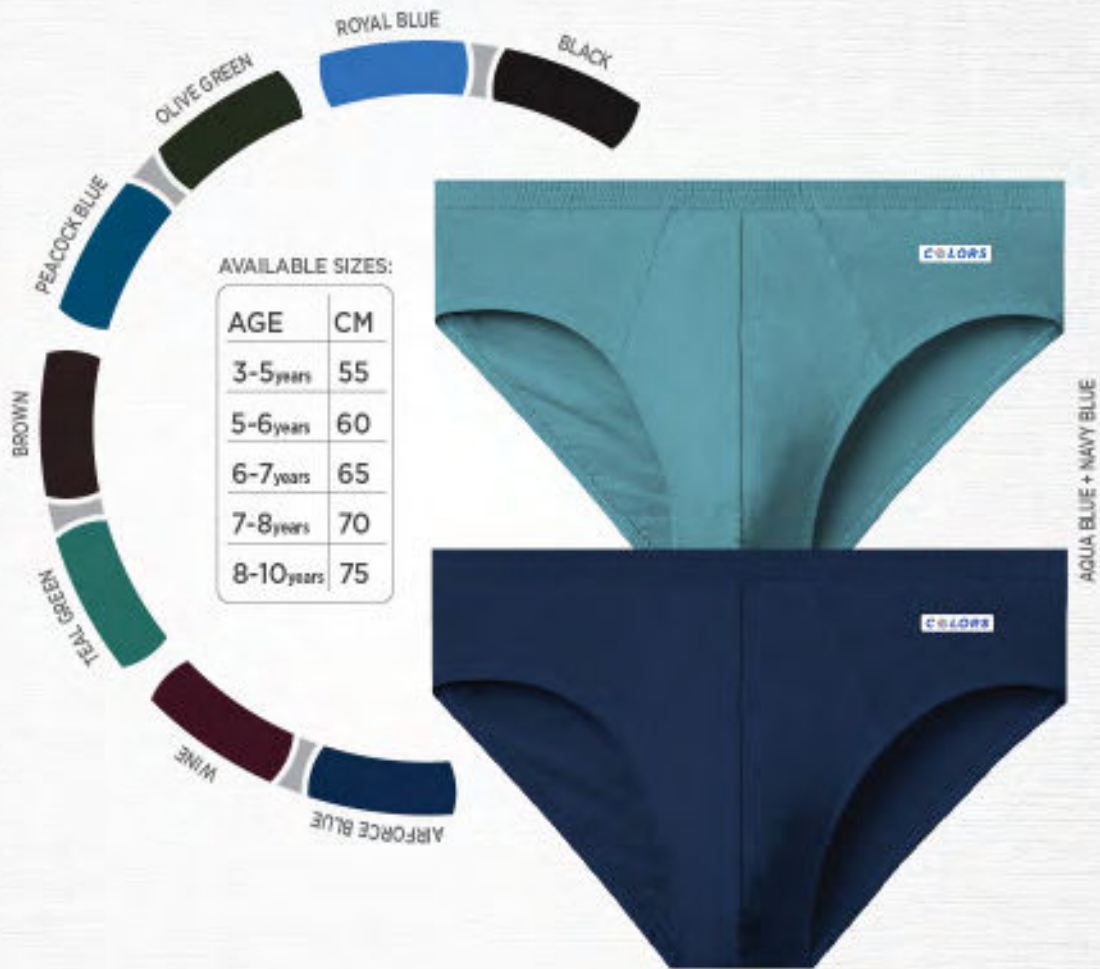 ROYAL BLUE
BLACK
OLIVE GREEN
PEACOCK BLUE
BROWN
TEAL GREEN
WINE
AIRFORCE BLUE
AVAILABLE SIZES:
AGE CM
3-5years 55
5-6years 60
6-7years 65
7-8years 70
8-10years 75
COLORS
COLORS
AQUA BLUE + NAVY BLUE